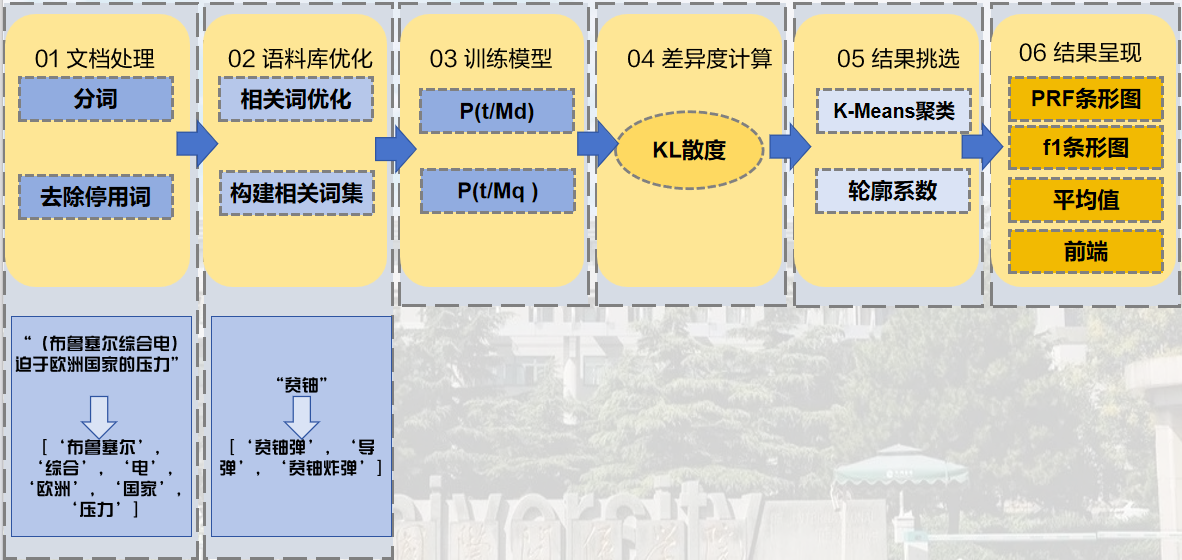 01 文档处理
分词
去除停用词
“（布鲁塞尔综合电）
迫于欧洲国家的压力”
[‘布鲁塞尔’，
‘综合’，‘电’，
‘欧洲’，‘国家’，
‘压力’]
02 语料库优化
相关词优化
构建相关词集
“贫铀”
[‘贫铀弹’，‘导
弹’，‘贫铀炸弹’]
03 训练模型
P(t/Md)
P(t/Mq )
04 差异度计算
KL散度
05 结果挑选
K-Means聚类
轮廓系数
06 结果呈现
PRF条形图
f1条形图
平均值
前端